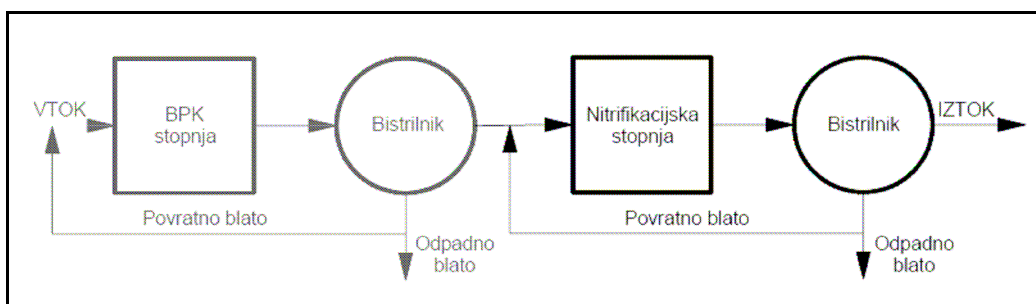 VTOK
BPK
stopnja
Bistrilnik
Nitrifikacijska
stopnja
Bistrilnik
IZTOK
Povratno blato
Odpadno
blato
Povratno blato
Odpadno
blato